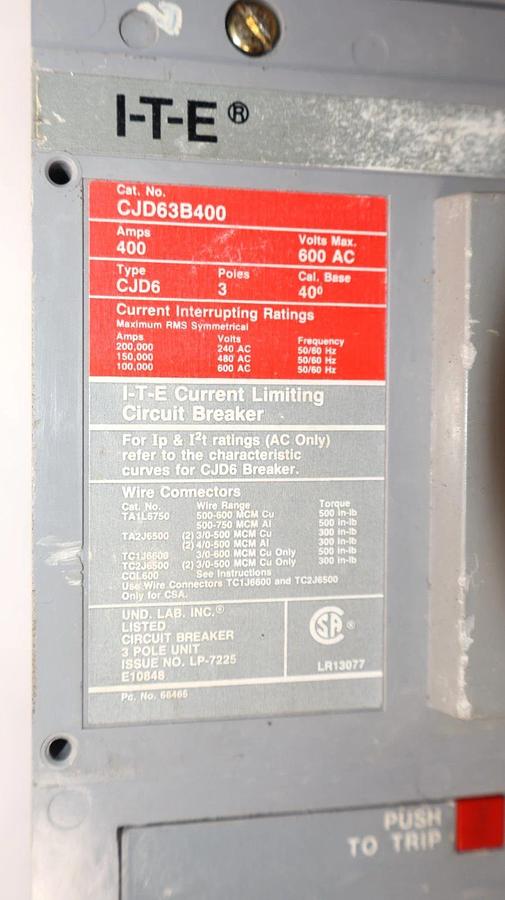 I-T-E®
Cat. No.
CJD63B400
Amps
400
Volts Max.
600 AC
Type Poles Cal. Base
CJD6 3 40º
Current Interrupting Ratings
Maximum RMS Symmetrical
Amps Volts Frequency
200,000 240 AC 50/60 Hz
150,000 480 AC 50/60 Hz
100,000 600 AC 50/60 Hz
I-T-E Current Limiting
Circuit Breaker
For Ip & I²t ratings (AC Only)
refer to the characteristic
curves for CJD6 Breaker.
Wire Connectors
Cat. No. Wire Range Torque
TA1L6750 500-600 MCM Cu 500 in-lb
500-750 MCM Al 500 in-lb
TA2J6500 (2) 3/0-500 MCM Cu 300 in-lb
(2) 4/0-500 MCM Al 300 in-lb
TC1J6600 3/0-600 MCM Cu Only 500 in-lb
TC2J6500 (2) 3/0-500 MCM Cu Only 300 in-lb
CQL600 See Instructions
Use Wire Connectors TC1J6600 and TC2J6500
Only for CSA.
UND. LAB. INC.®
LISTED
CIRCUIT BREAKER
3 POLE UNIT
ISSUE NO. LP-7225
E10848
SA ®
LR13077
Pc. No. 68465
PUSH
TO TRIP